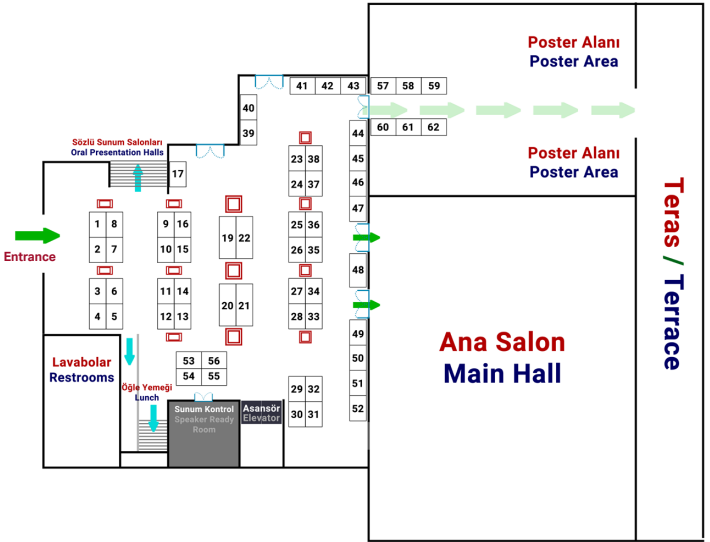 Poster Alanı
Poster Area
41 42 43 57 58 59
40
39
60 61 62
44
Sözlü Sunum Salonları
Oral Presentation Halls
17
23 38
24 37
45
46
47
Poster Alanı
Poster Area
Entrance
1 8
2 7
9 16
10 15
19 22
25 36
26 35
48
3 6
4 5
11 14
12 13
20 21
27 34
28 33
49
50
51
52
Teras / Terrace
Ana Salon
Main Hall
Lavabolar
Restrooms
Öğle Yemeği
Lunch
53 56
54 55
29 32
30 31
Sunum Kontrol
Speaker Ready
Room
Asansör
Elevator